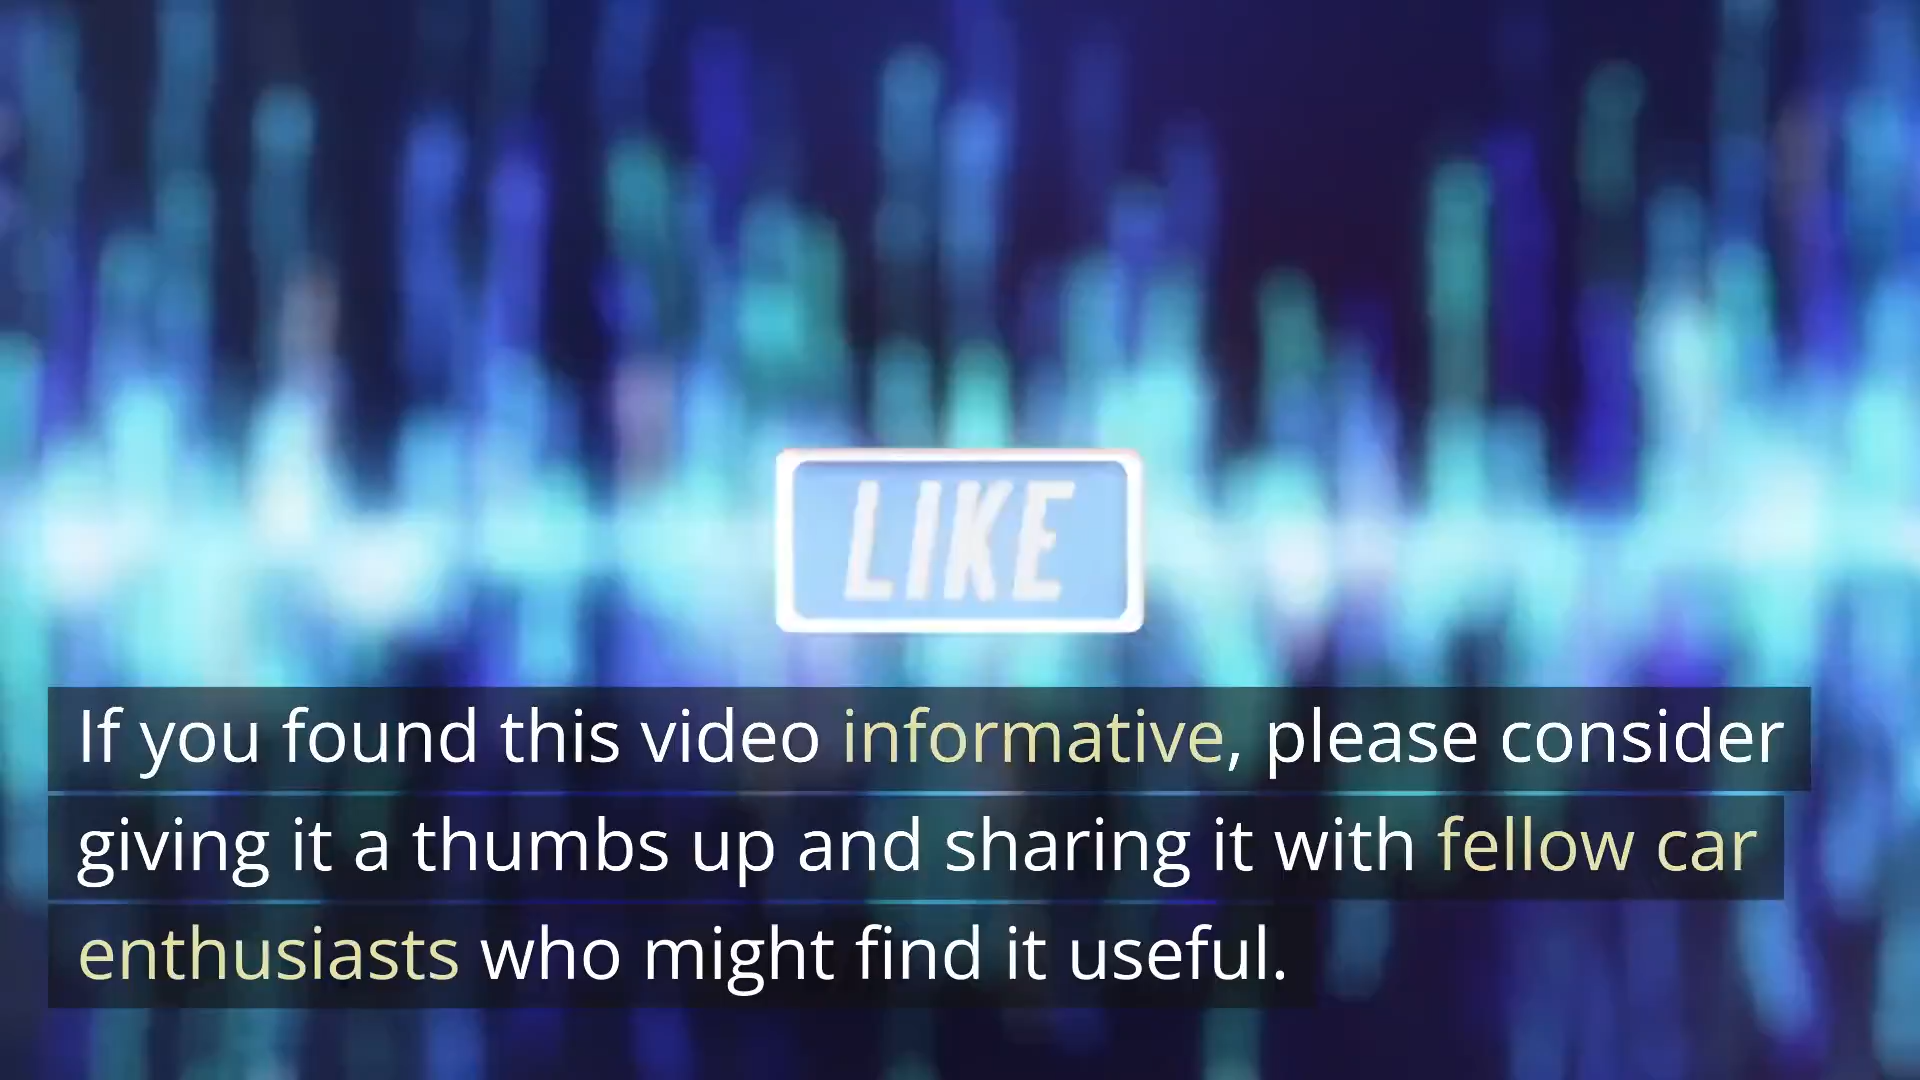 LIKE
If you found this video informative, please consider
giving it a thumbs up and sharing it with fellow car
enthusiasts who might find it useful.